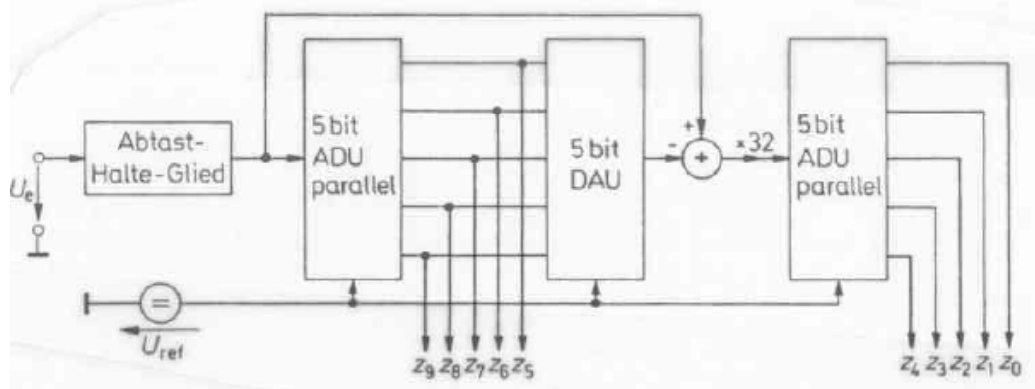 U_e
Abtast-
Halte-Glied
5 bit
ADU
parallel
5 bit
DAU
+
-
+
×32
5 bit
ADU
parallel
=
U_ref
z_9 z_8 z_7 z_6 z_5
z_4 z_3 z_2 z_1 z_0